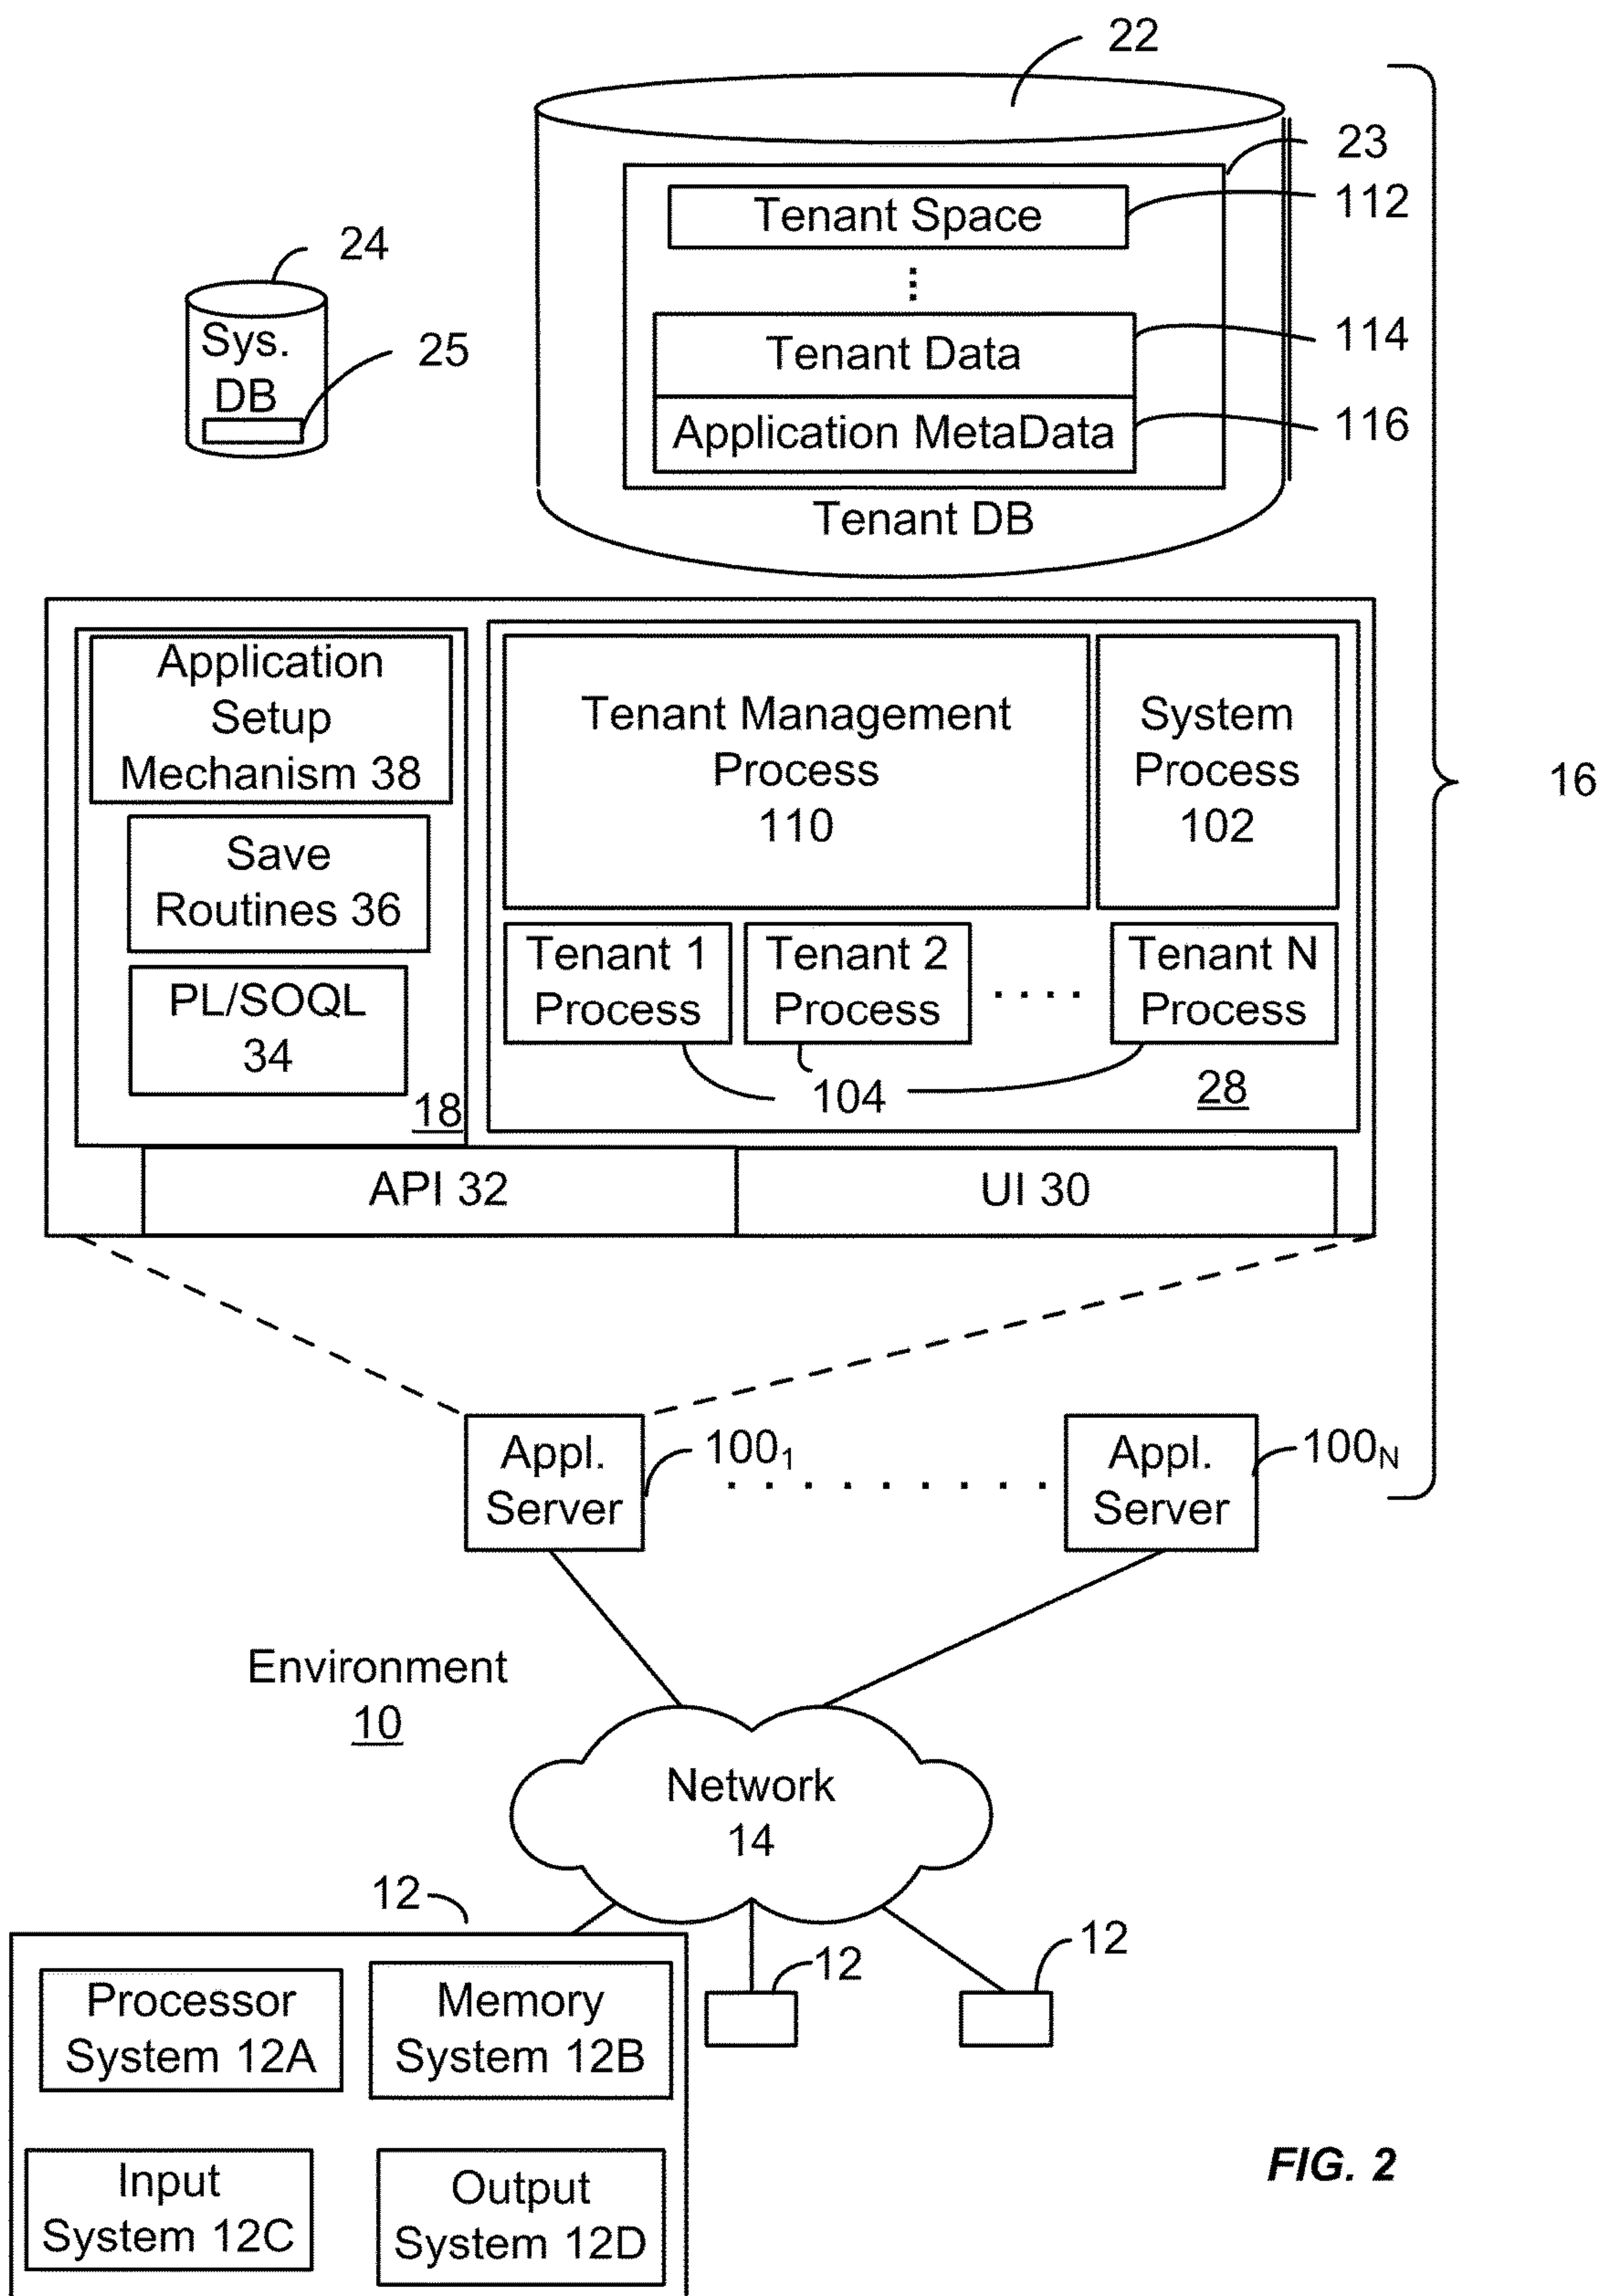 22
23
Tenant Space
112
24
Sys.
DB
25
Tenant Data
114
Application MetaData
116
Tenant DB
16
Application
Setup
Mechanism 38
Save
Routines 36
PL/SOQL
34
18
Tenant Management
Process
110
System
Process
102
Tenant 1
Process
Tenant 2
Process
Tenant N
Process
104
28
API 32
UI 30
Appl.
Server
100₁
Appl.
Server
100N
Environment
10
Network
14
12
12
12
Processor
System 12A
Memory
System 12B
Input
System 12C
Output
System 12D
FIG. 2